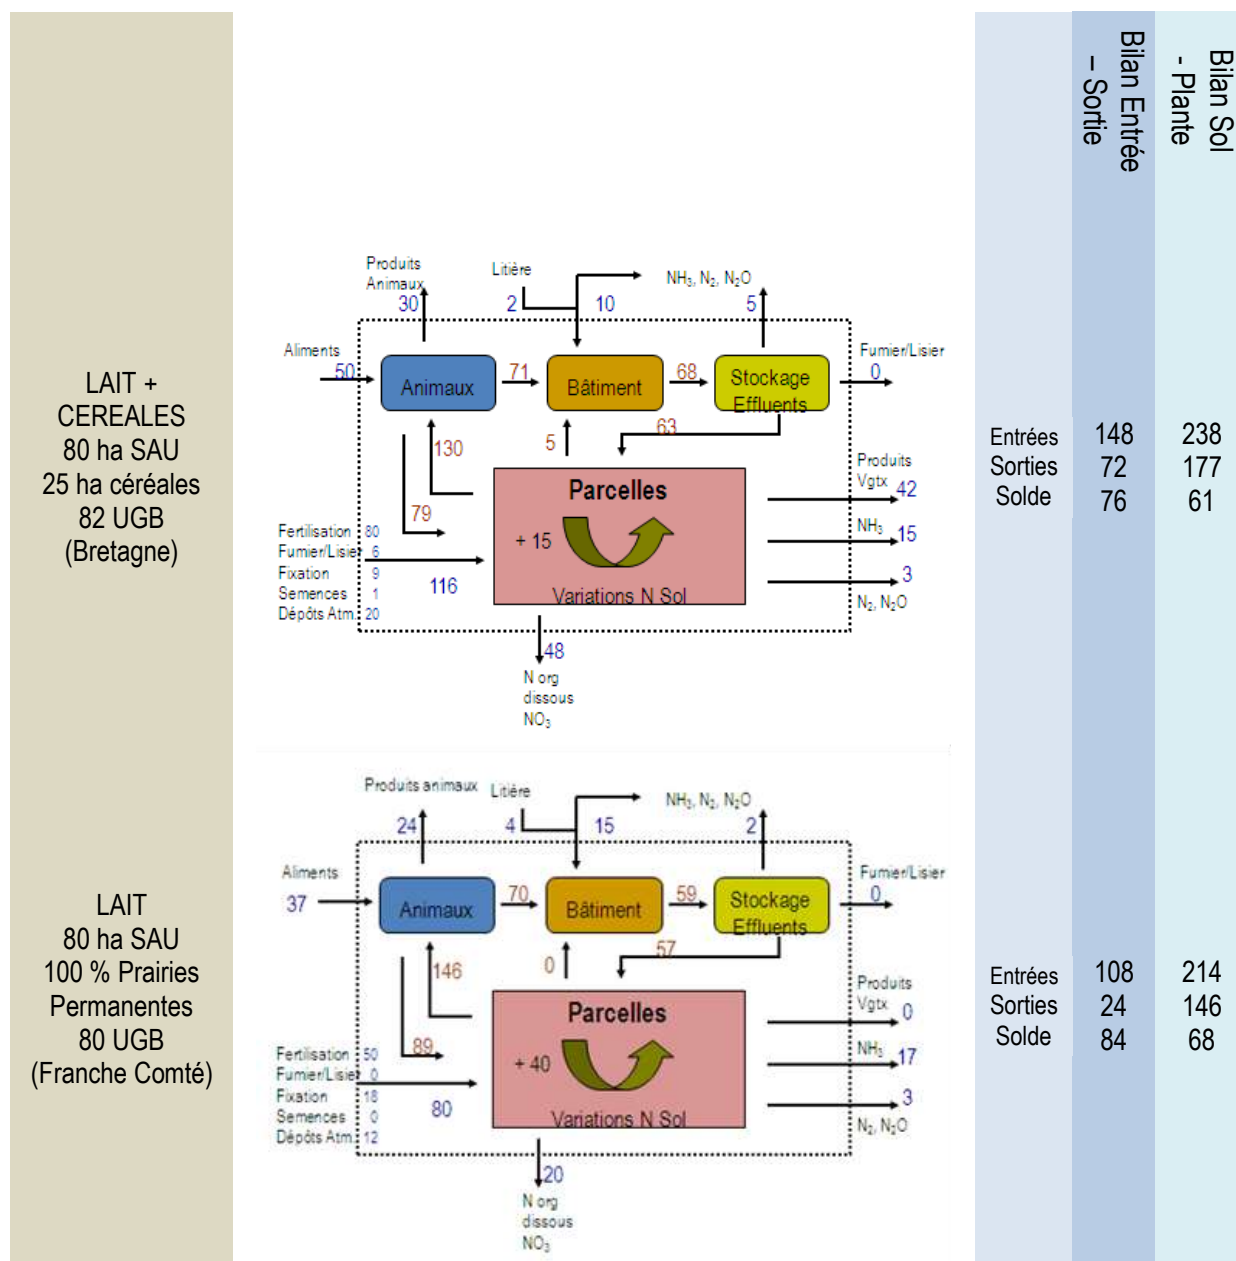 Bilan Entrée
– Sortie
Bilan Sol
- Plante
LAIT +
CEREALES
80 ha SAU
25 ha céréales
82 UGB
(Bretagne)
Produits
Animaux
30
Litière
2
10
NH₃, N₂, N₂O
5
Aliments
50
Animaux
71
Bâtiment
68
Stockage
Effluents
Fumier/Lisier
0
130
5
63
79
Parcelles
+ 15
Variations N Sol
Produits
Vgtx
42
NH₃ 15
3
N₂, N₂O
Fertilisation 80
Fumier/Lisier 6
Fixation 9
Semences 1
Dépôts Atm. 20
116
48
N org
dissous
NO₃
Entrées 148 238
Sorties 72 177
Solde 76 61
LAIT
80 ha SAU
100 % Prairies
Permanentes
80 UGB
(Franche Comté)
Produits animaux
24
Litière
4
15
NH₃, N₂, N₂O
2
Aliments
37
Animaux
70
Bâtiment
59
Stockage
Effluents
Fumier/Lisier
0
146
0
57
89
Parcelles
+ 40
Variations N Sol
Produits
Vgtx
0
NH₃ 17
3
N₂, N₂O
Fertilisation 50
Fumier/Lisier 0
Fixation 18
Semences 0
Dépôts Atm. 12
80
20
N org
dissous
NO₃
Entrées 108 214
Sorties 24 146
Solde 84 68